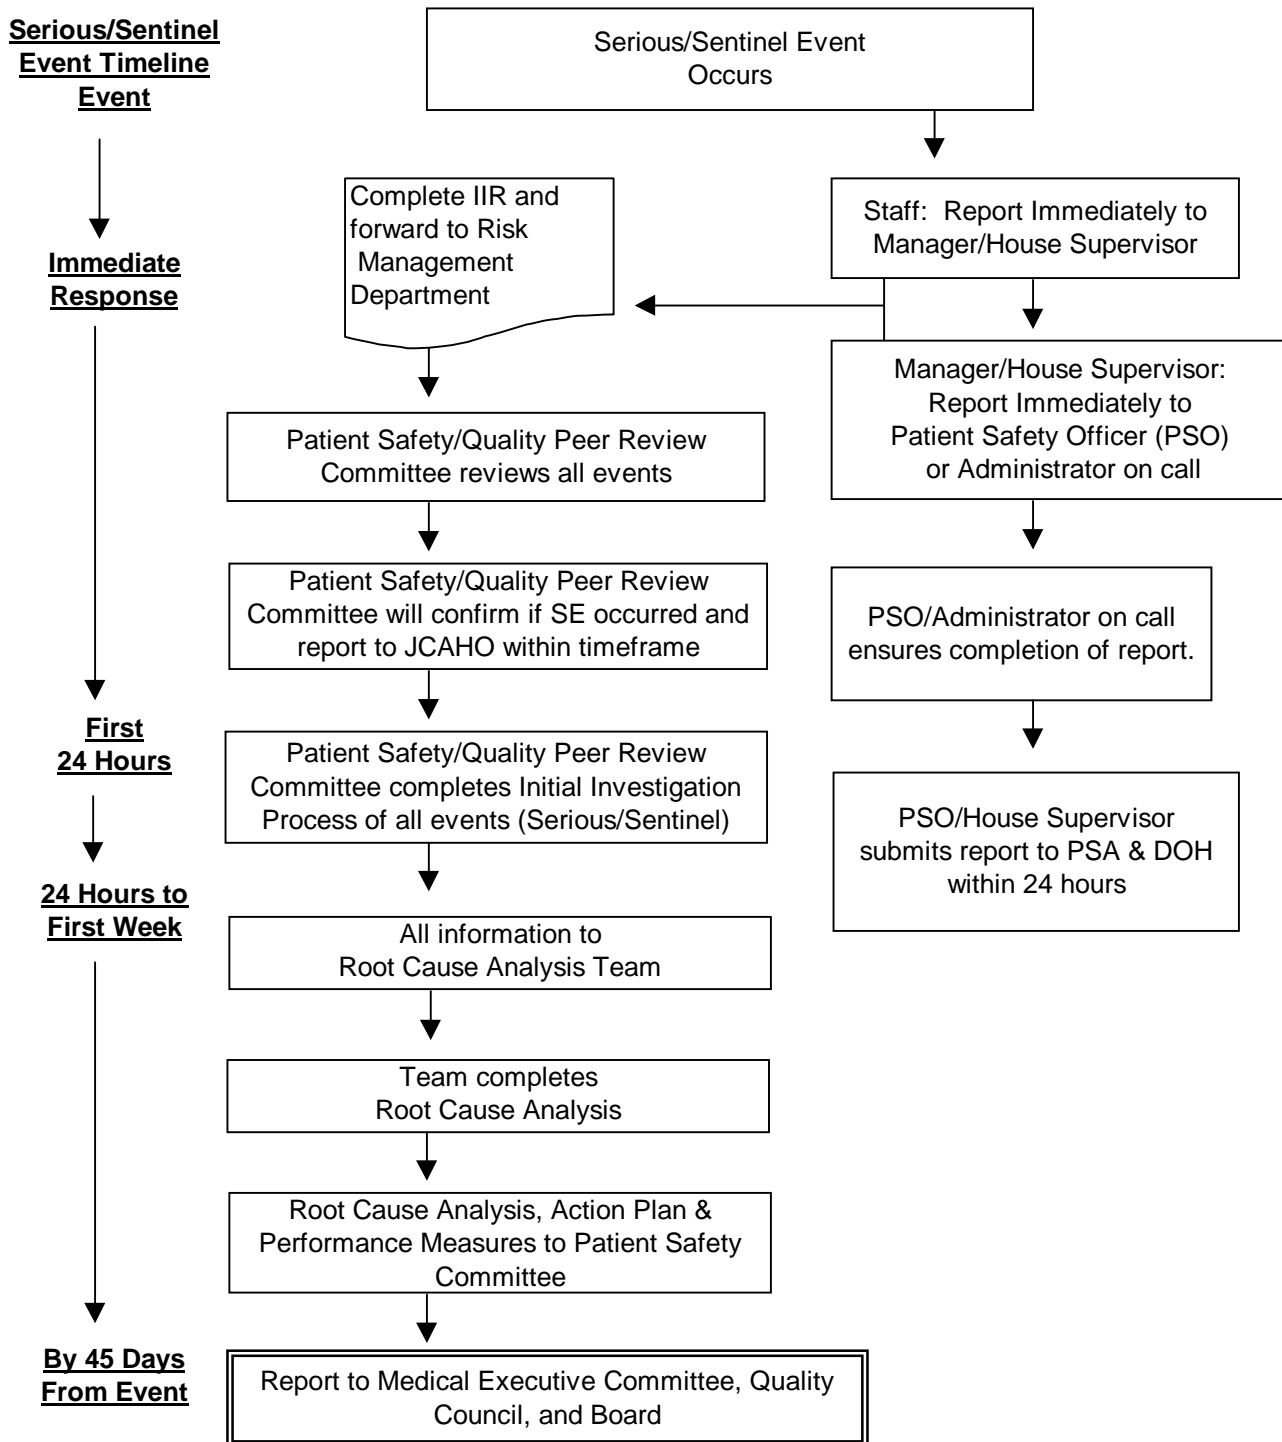 Serious/Sentinel
Event Timeline
Event
Immediate
Response
First
24 Hours
24 Hours to
First Week
By 45 Days
From Event
Serious/Sentinel Event
Occurs
Complete IIR and
forward to Risk
Management
Department
Patient Safety/Quality Peer Review
Committee reviews all events
Patient Safety/Quality Peer Review
Committee will confirm if SE occurred and
report to JCAHO within timeframe
Patient Safety/Quality Peer Review
Committee completes Initial Investigation
Process of all events (Serious/Sentinel)
All information to
Root Cause Analysis Team
Team completes
Root Cause Analysis
Root Cause Analysis, Action Plan &
Performance Measures to Patient Safety
Committee
Report to Medical Executive Committee, Quality
Council, and Board
Staff: Report Immediately to
Manager/House Supervisor
Manager/House Supervisor:
Report Immediately to
Patient Safety Officer (PSO)
or Administrator on call
PSO/Administrator on call
ensures completion of report.
PSO/House Supervisor
submits report to PSA & DOH
within 24 hours